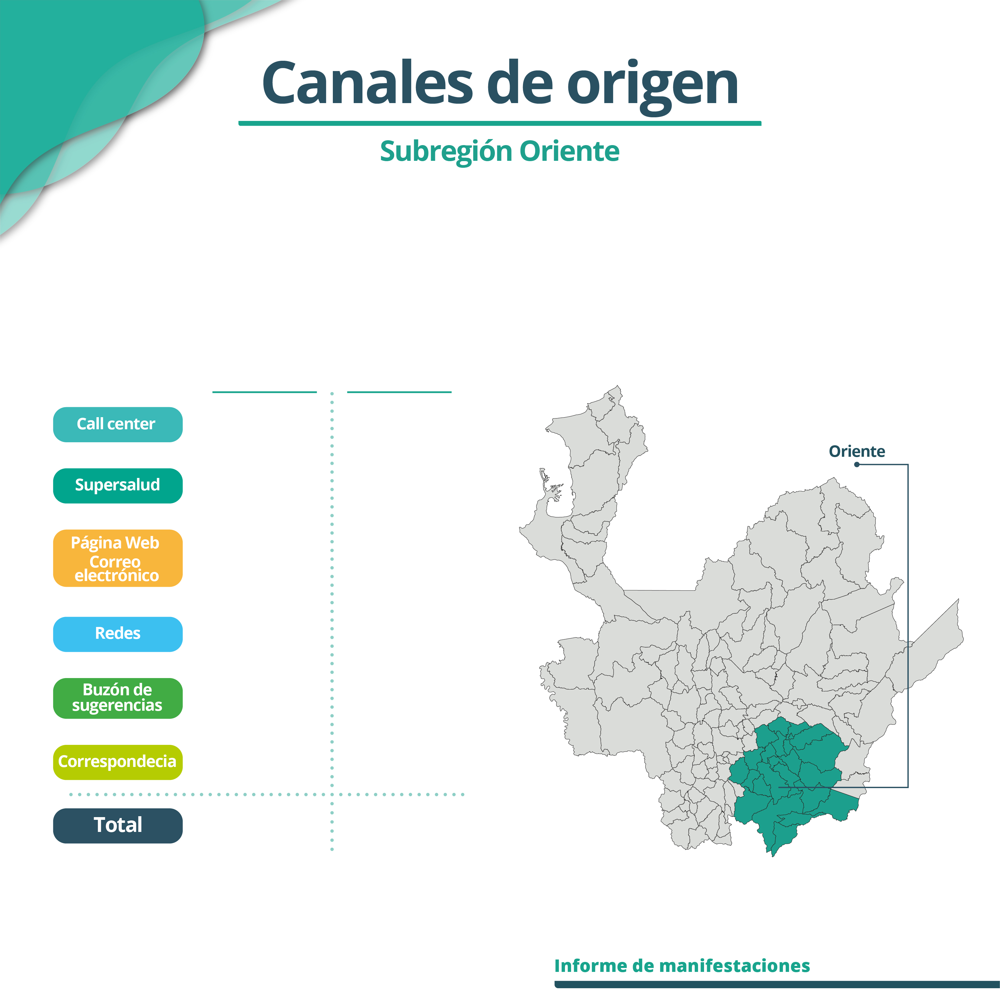 Canales de origen
Subregión Oriente
Call center
Supersalud
Página Web
Correo
electrónico
Redes
Buzón de
sugerencias
Correspondecia
Total
Oriente
Informe de manifestaciones